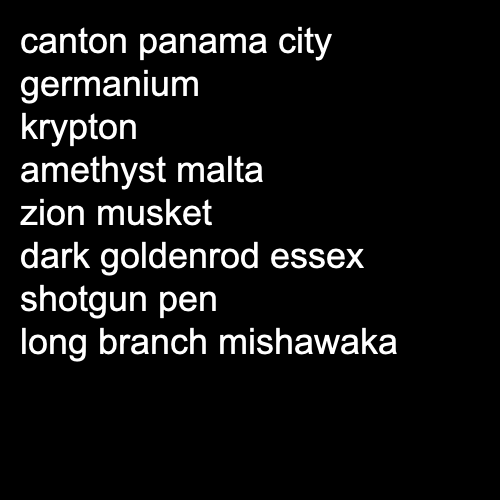 canton panama city
germanium
krypton
amethyst malta
zion musket
dark goldenrod essex
shotgun pen
long branch mishawaka